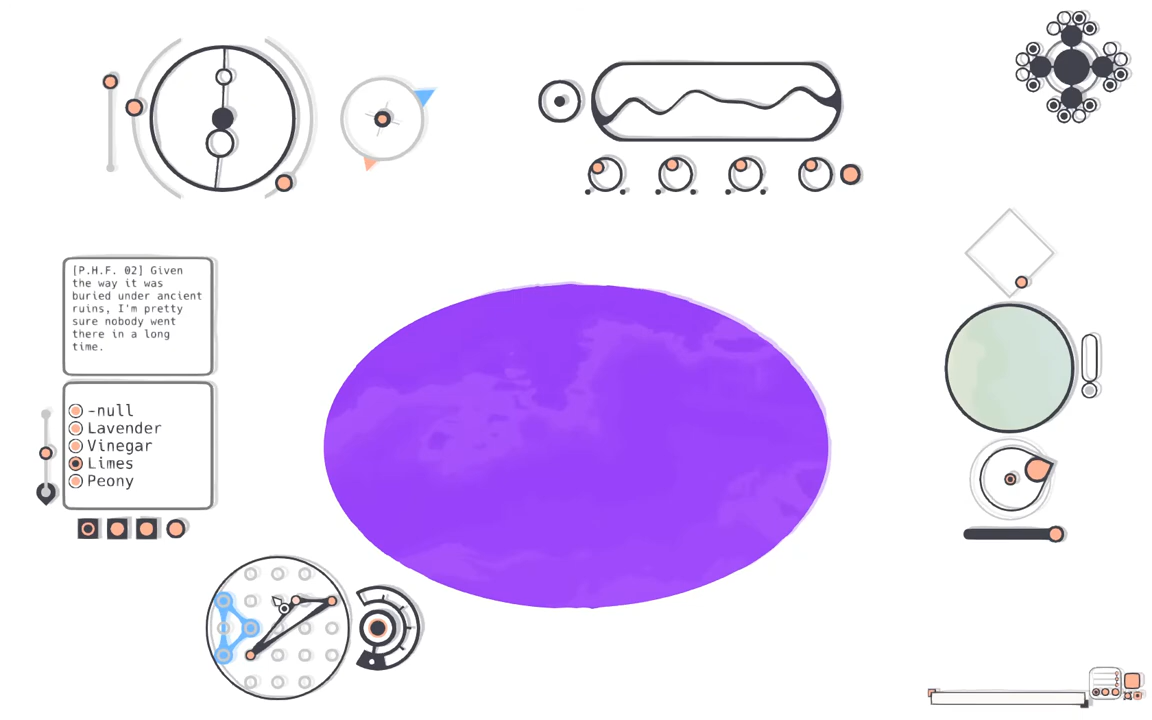 [P.H.F. 02] Given
the way it was
buried under ancient
ruins, I'm pretty
sure nobody went
there in a long
time.
-null
Lavender
Vinegar
Limes
Peony